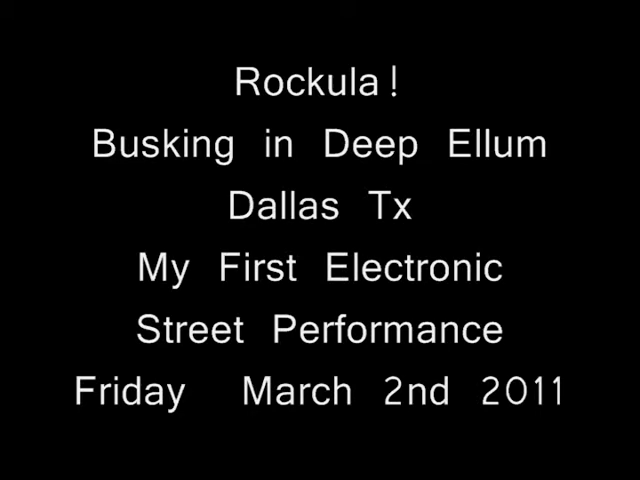 Rockula!
Busking in Deep Ellum
Dallas Tx
My First Electronic
Street Performance
Friday March 2nd 2011